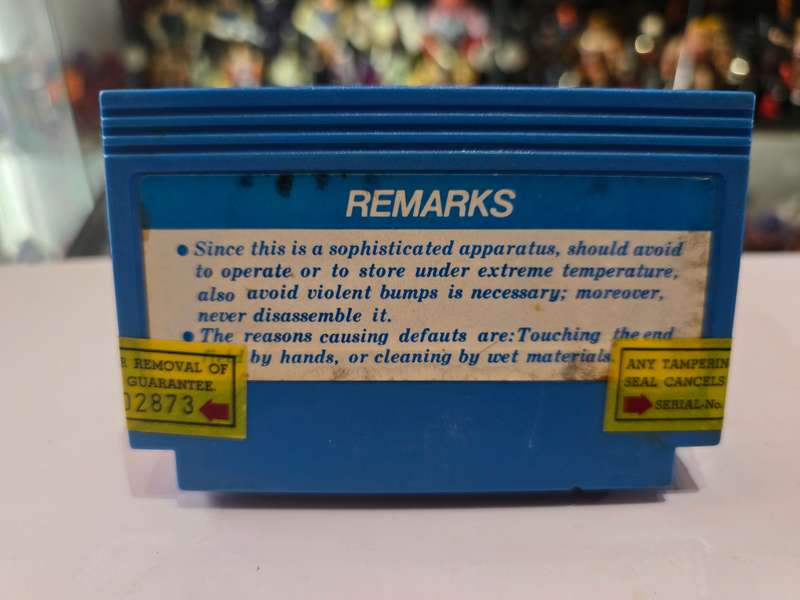 REMARKS
• Since this is a sophisticated apparatus, should avoid
to operate or to store under extreme temperature,
also avoid violent bumps is necessary; moreover,
never disassemble it.
• The reasons causing defauts are: Touching the end
by hands, or cleaning by wet materials
REMOVAL OF
GUARANTEE.
02873
ANY TAMPERIN
SEAL CANCELS
SERIAL-No.